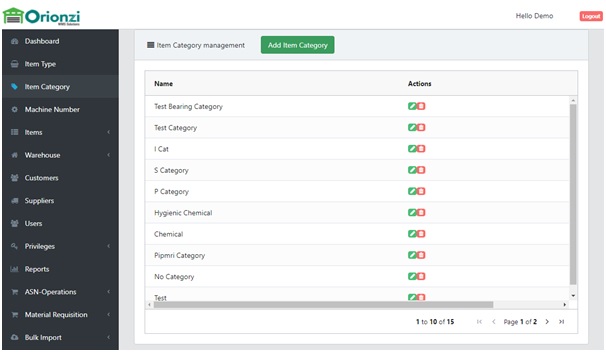 Orionzi
WMS Solutions
Hello Demo
Logout
Dashboard
Item Type
Item Category
Machine Number
Items
Warehouse
Customers
Suppliers
Users
Privileges
Reports
ASN-Operations
Material Requisition
Bulk Import
Item Category management
Add Item Category
Name Actions
Test Bearing Category
Test Category
I Cat
S Category
P Category
Hygienic Chemical
Chemical
Pipmri Category
No Category
Test
1 to 10 of 15
Page 1 of 2